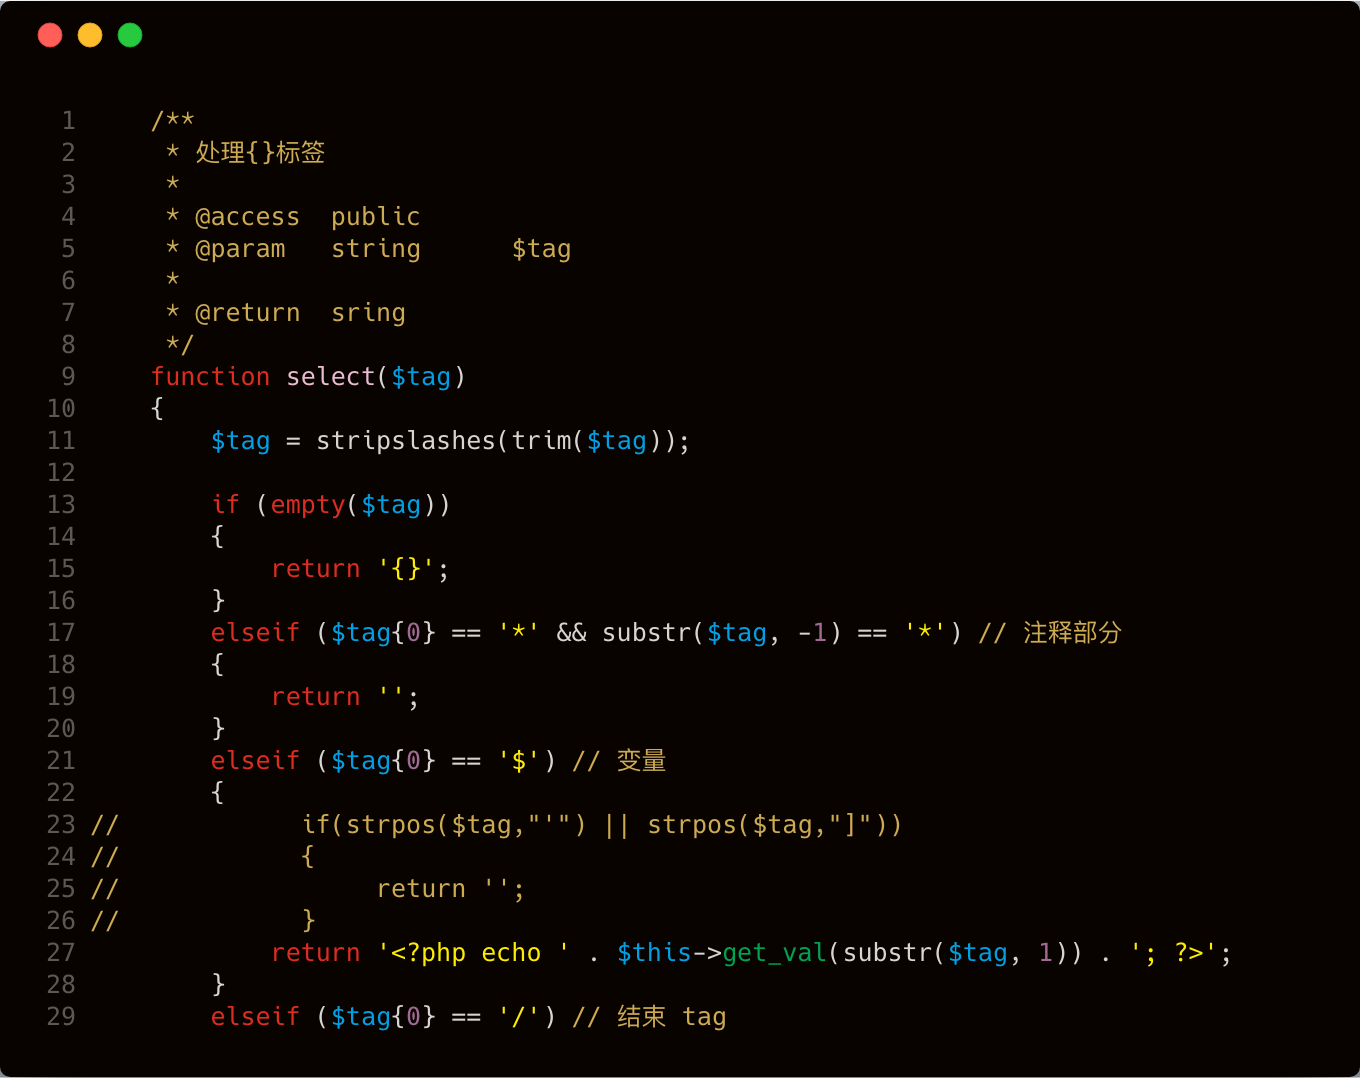 1 /**
2 * 处理{}标签
3 *
4 * @access  public
5 * @param   string      $tag
6 *
7 * @return  sring
8 */
9 function select($tag)
10 {
11 $tag = stripslashes(trim($tag));
12
13 if (empty($tag))
14 {
15 return '{}';
16 }
17 elseif ($tag{0} == '*' && substr($tag, -1) == '*') // 注释部分
18 {
19 return '';
20 }
21 elseif ($tag{0} == '$') // 变量
22 {
23 //            if(strpos($tag,"'") || strpos($tag,"]"))
24 //            {
25 //                 return '';
26 //            }
27 return '<?php echo ' . $this->get_val(substr($tag, 1)) . '; ?>';
28 }
29 elseif ($tag{0} == '/') // 结束 tag